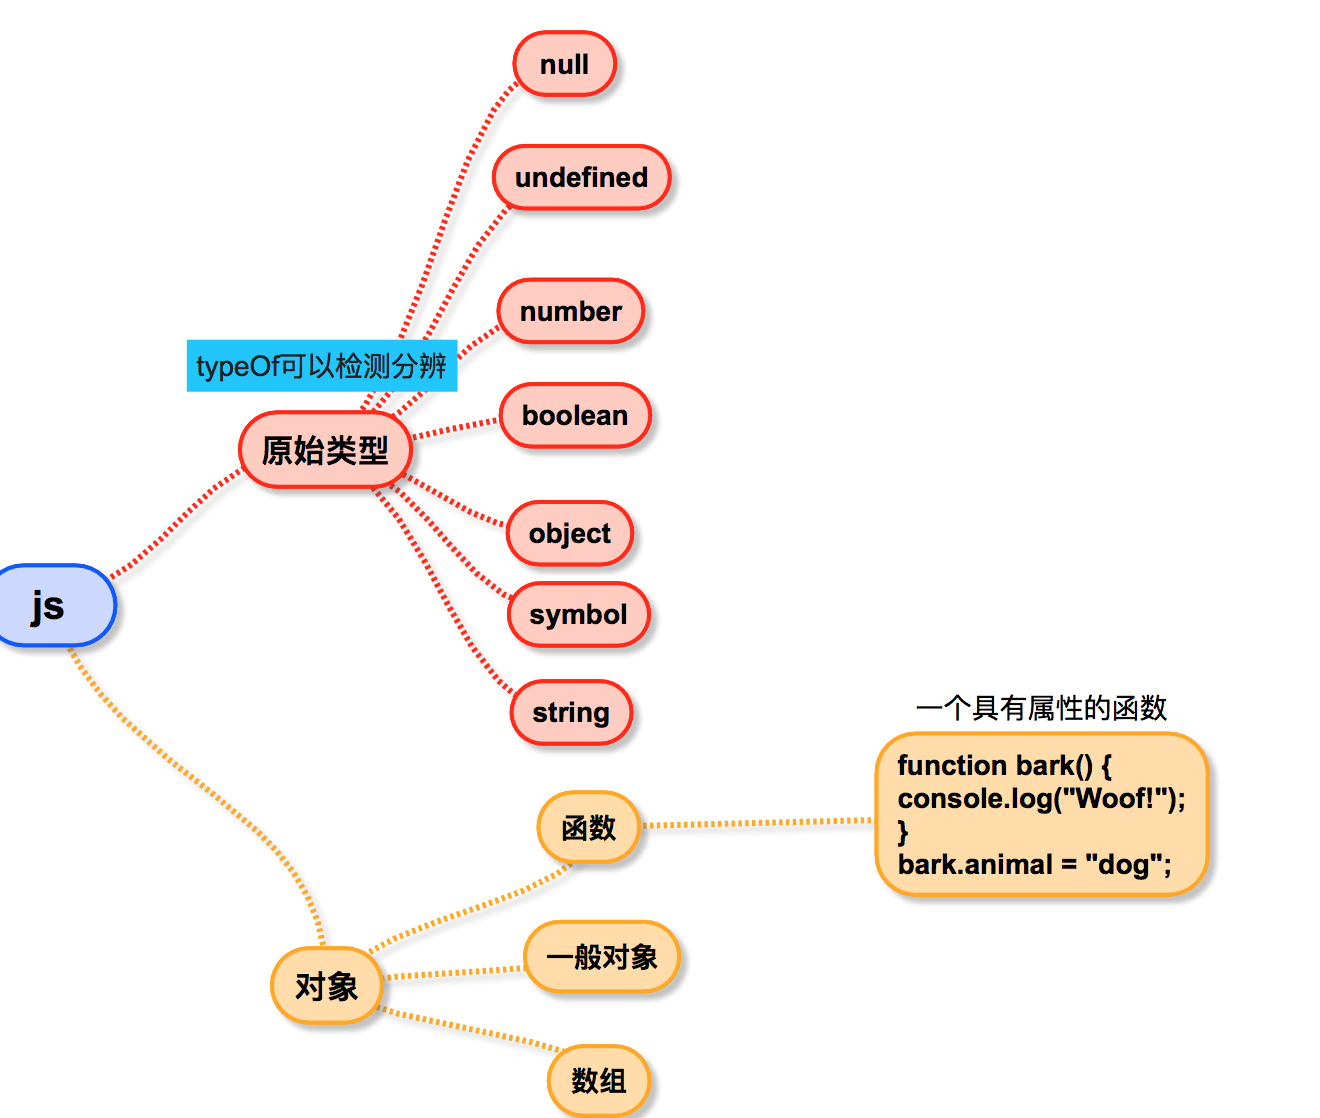 null
undefined
number
typeOf可以检测分辨
boolean
原始类型
object
symbol
js
string
一个具有属性的函数
function bark() {
console.log("Woof!");
}
bark.animal = "dog";
函数
一般对象
对象
数组